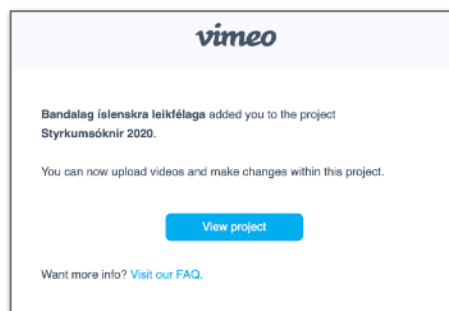 vimeo
Bandalag íslenskra leikfélaga added you to the project
Styrkumsóknir 2020.
You can now upload videos and make changes within this project.
View project
Want more info? Visit our FAQ.